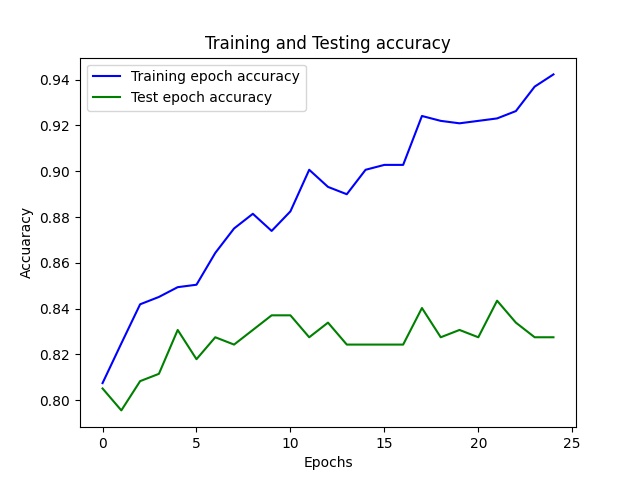 Training and Testing accuracy
Training epoch accuracy
Test epoch accuracy
0.94
0.92
0.90
0.88
0.86
0.84
0.82
0.80
Accuaracy
0 5 10 15 20 25
Epochs